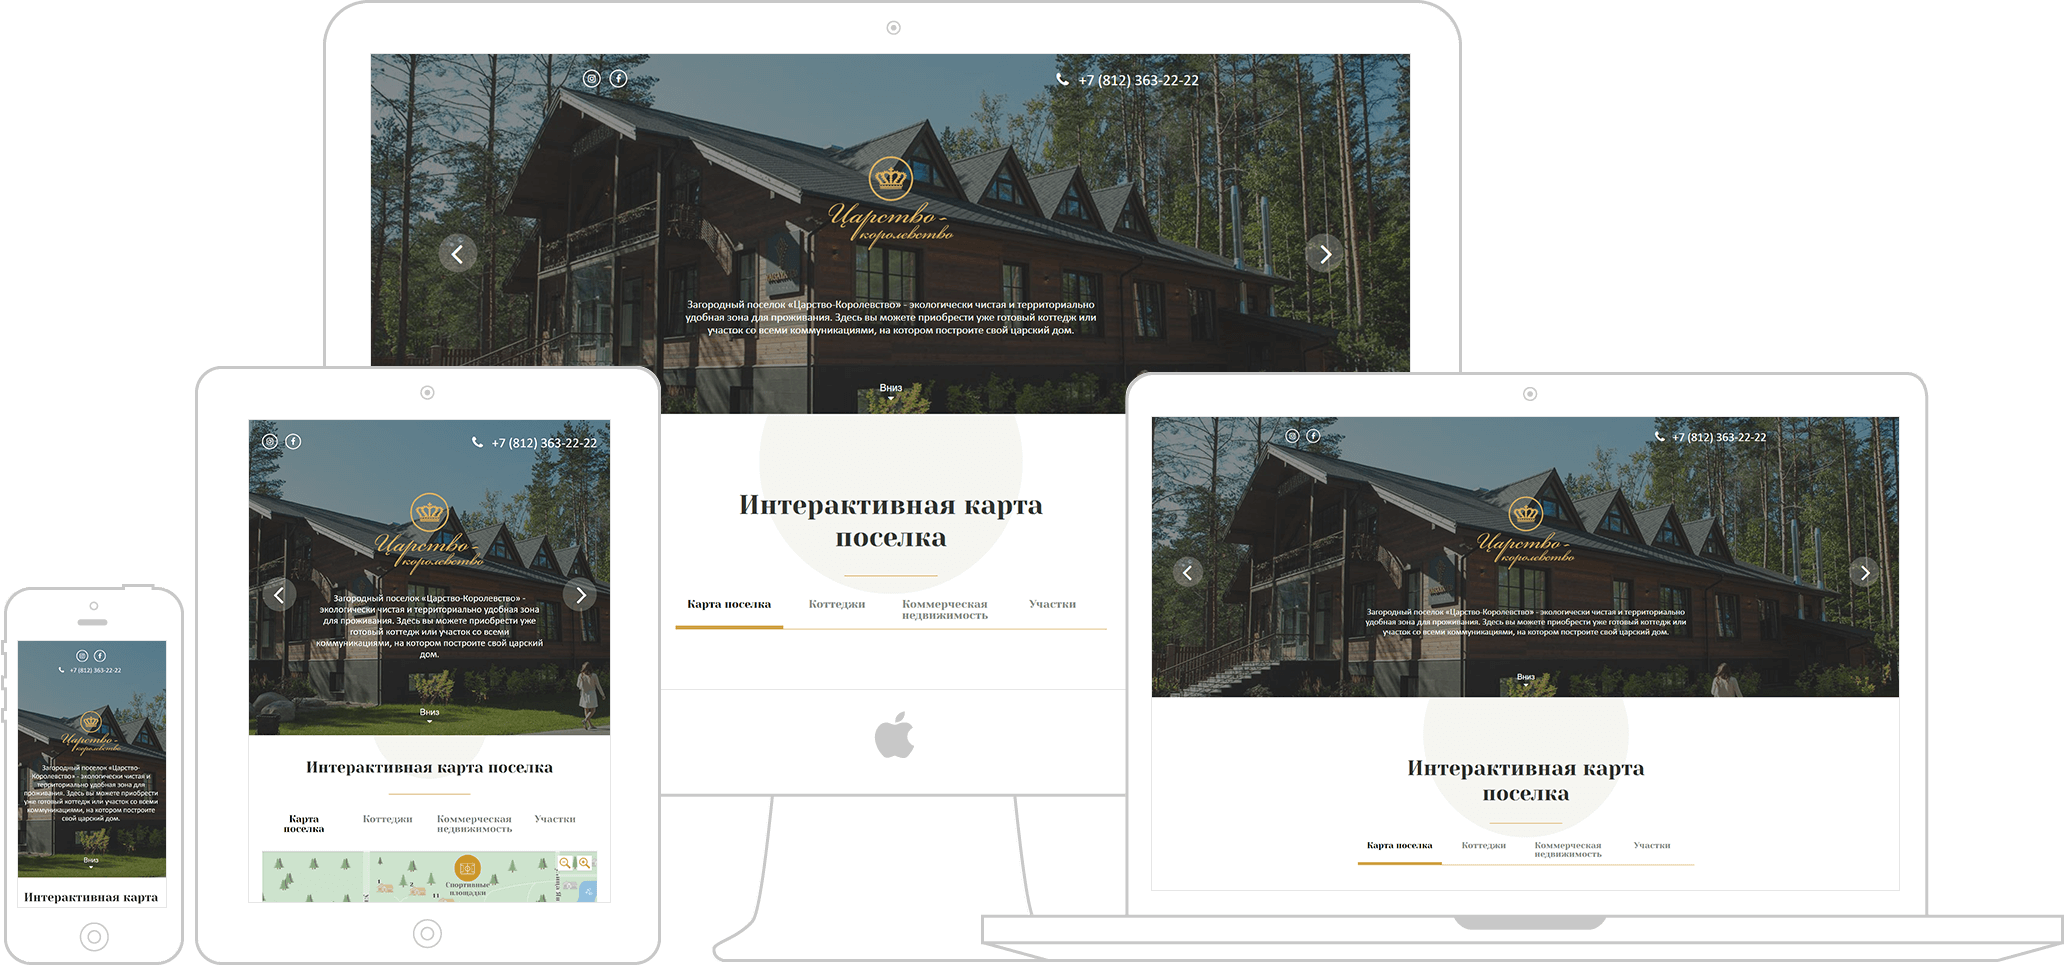 +7 (812) 363-22-22
Царство-
королевство
Загородный поселок «Царство-Королевство» - экологически чистая и территориально
удобная зона для проживания. Здесь вы можете приобрести уже готовый коттедж или
участок со всеми коммуникациями, на котором построите свой царский дом.
Вниз
Интерактивная карта
поселка
Карта поселка
Коттеджи
Коммерческая
недвижимость
Участки
+7 (812) 363-22-22
Царство-
королевство
Загородный поселок «Царство-Королевство» -
экологически чистая и территориально удобная зона
для проживания. Здесь вы можете приобрести уже
готовый коттедж или участок со всеми
коммуникациями, на котором построите свой царский
дом.
Вниз
Интерактивная карта поселка
Карта
поселка
Коттеджи
Коммерческая
недвижимость
Участки
1
2
11
Спортивные
площадки
+7 (812) 363-22-22
Царство-
королевство
Загородный поселок «Царство-
Королевство» - экологически чистая и
территориально удобная зона для
проживания. Здесь вы можете приобрести
уже готовый коттедж или участок со всеми
коммуникациями, на котором построите
свой царский дом.
Вниз
Интерактивная карта
+7 (812) 363-22-22
Царство-
королевство
Загородный поселок «Царство-Королевство» - экологически чистая и территориально
удобная зона для проживания. Здесь вы можете приобрести уже готовый коттедж или
участок со всеми коммуникациями, на котором построите свой царский дом.
Вниз
Интерактивная карта
поселка
Карта поселка
Коттеджи
Коммерческая
недвижимость
Участки